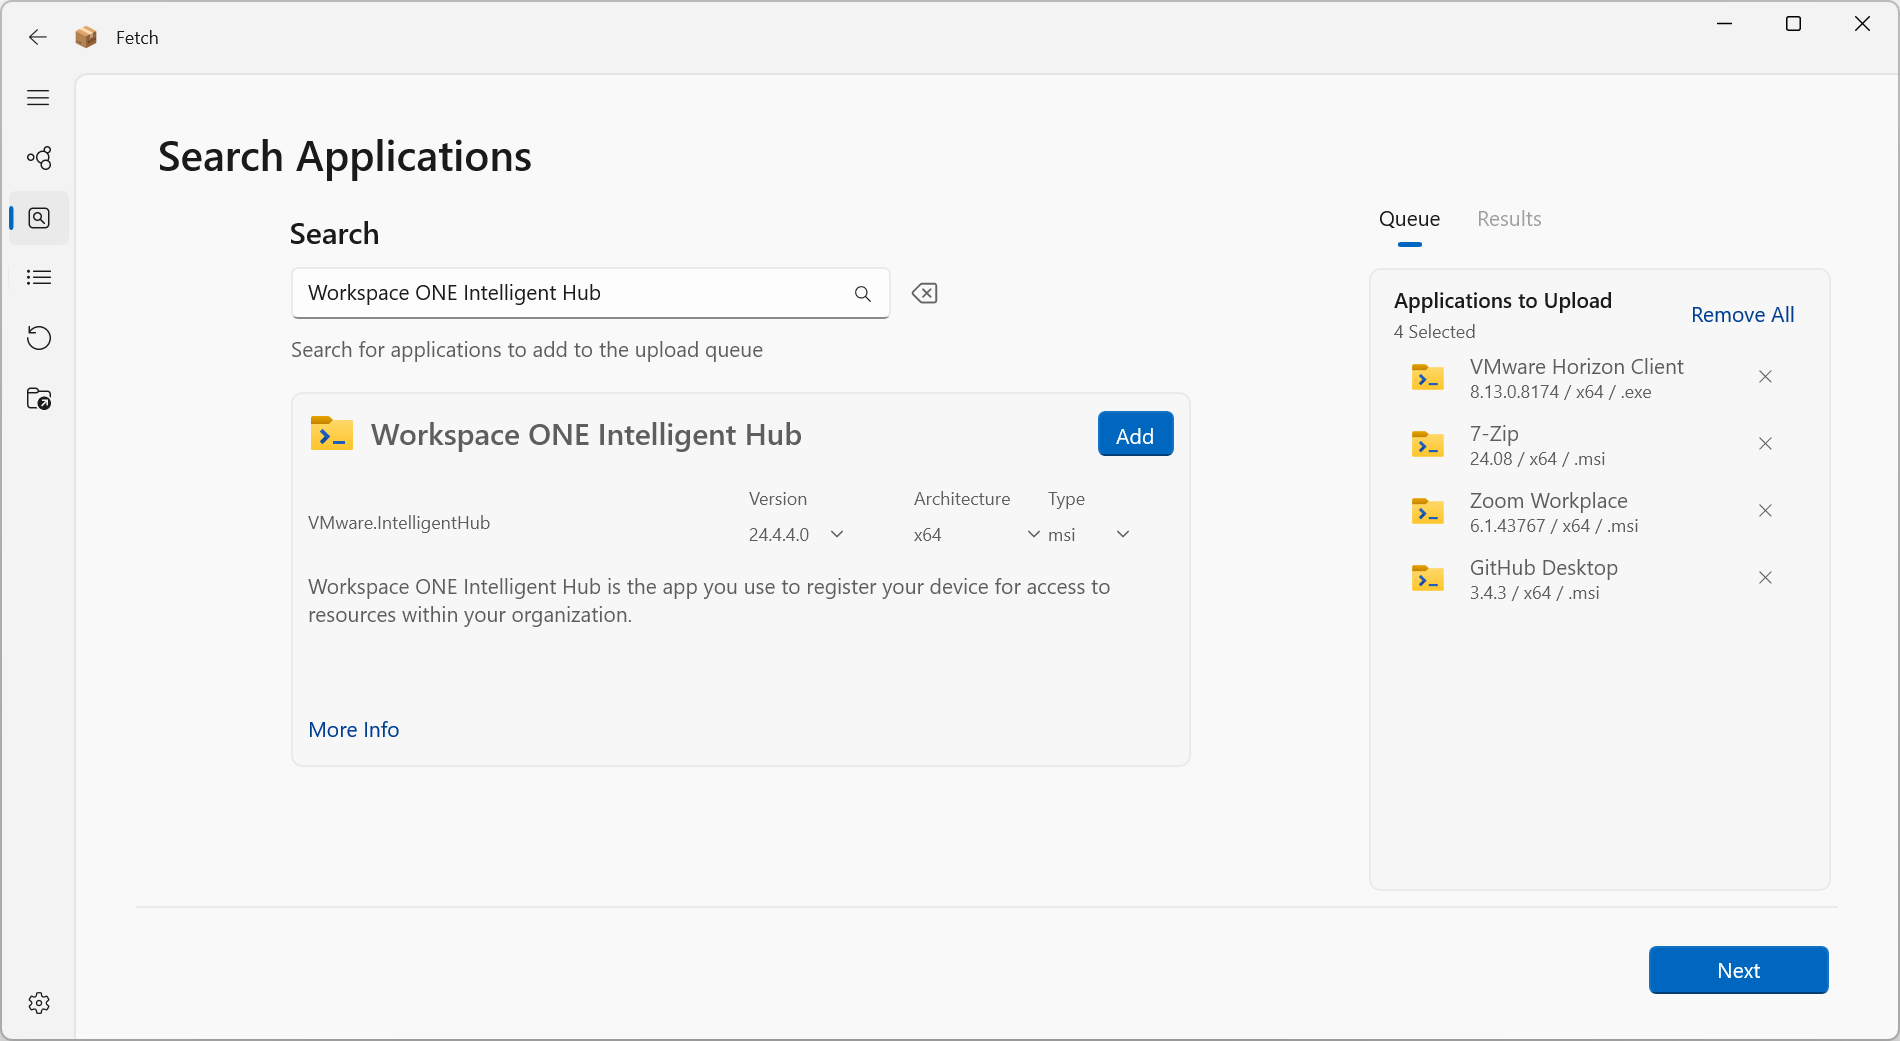 Fetch
Search Applications
Search
Workspace ONE Intelligent Hub
Search for applications to add to the upload queue
Workspace ONE Intelligent Hub
Add
Version
Architecture
Type
VMware.IntelligentHub
24.4.4.0
x64
msi
Workspace ONE Intelligent Hub is the app you use to register your device for access to
resources within your organization.
More Info
Queue
Results
Applications to Upload
4 Selected
Remove All
VMware Horizon Client
8.13.0.8174 / x64 / .exe
7-Zip
24.08 / x64 / .msi
Zoom Workplace
6.1.43767 / x64 / .msi
GitHub Desktop
3.4.3 / x64 / .msi
Next